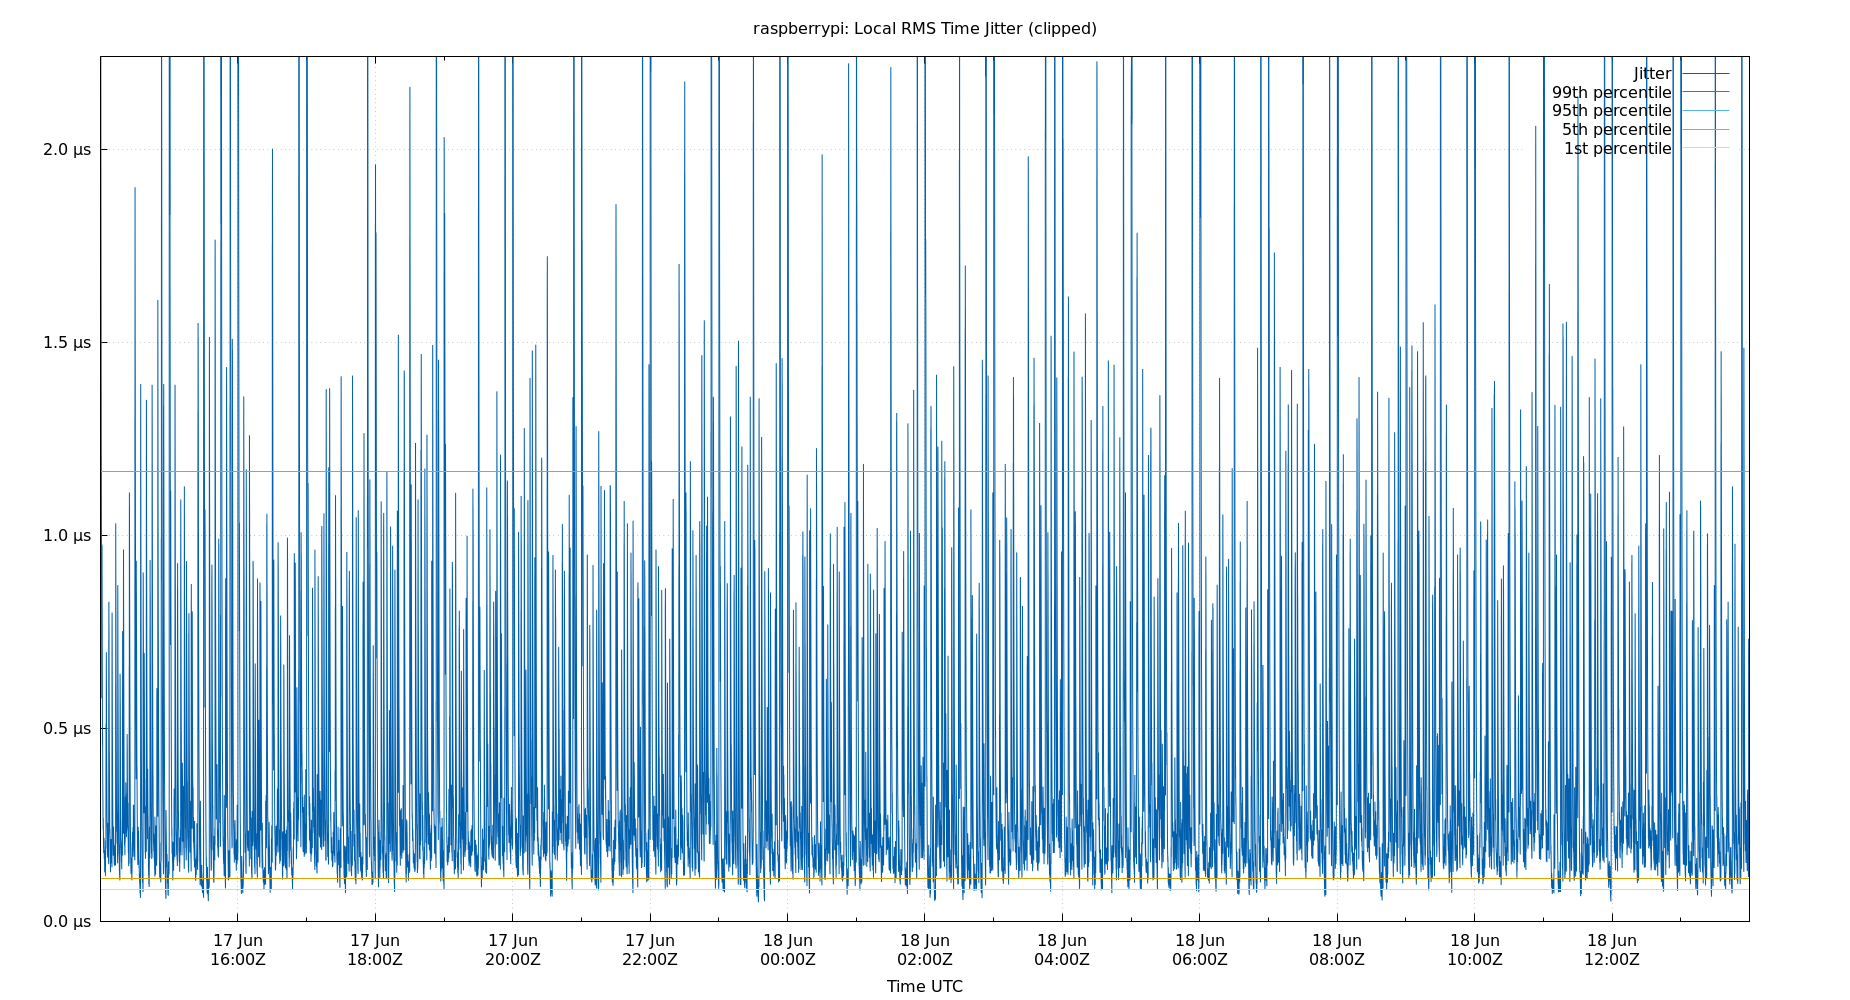 raspberrypi: Local RMS Time Jitter (clipped)
Jitter
99th percentile
95th percentile
5th percentile
1st percentile
2.0 µs
1.5 µs
1.0 µs
0.5 µs
0.0 µs
17 Jun 17 Jun 17 Jun 17 Jun 18 Jun 18 Jun 18 Jun 18 Jun 18 Jun 18 Jun 18 Jun
16:00Z 18:00Z 20:00Z 22:00Z 00:00Z 02:00Z 04:00Z 06:00Z 08:00Z 10:00Z 12:00Z
Time UTC